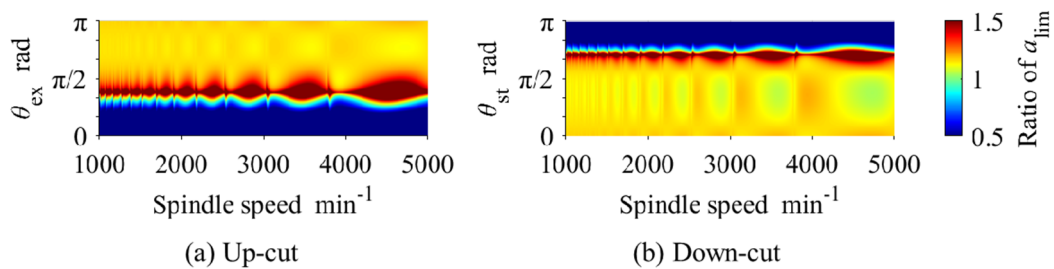 π
π/2
0
θex rad
1000 2000 3000 4000 5000
Spindle speed min-1
(a) Up-cut
π
π/2
0
θst rad
1000 2000 3000 4000 5000
Spindle speed min-1
(b) Down-cut
1.5
1
0.5
Ratio of alim